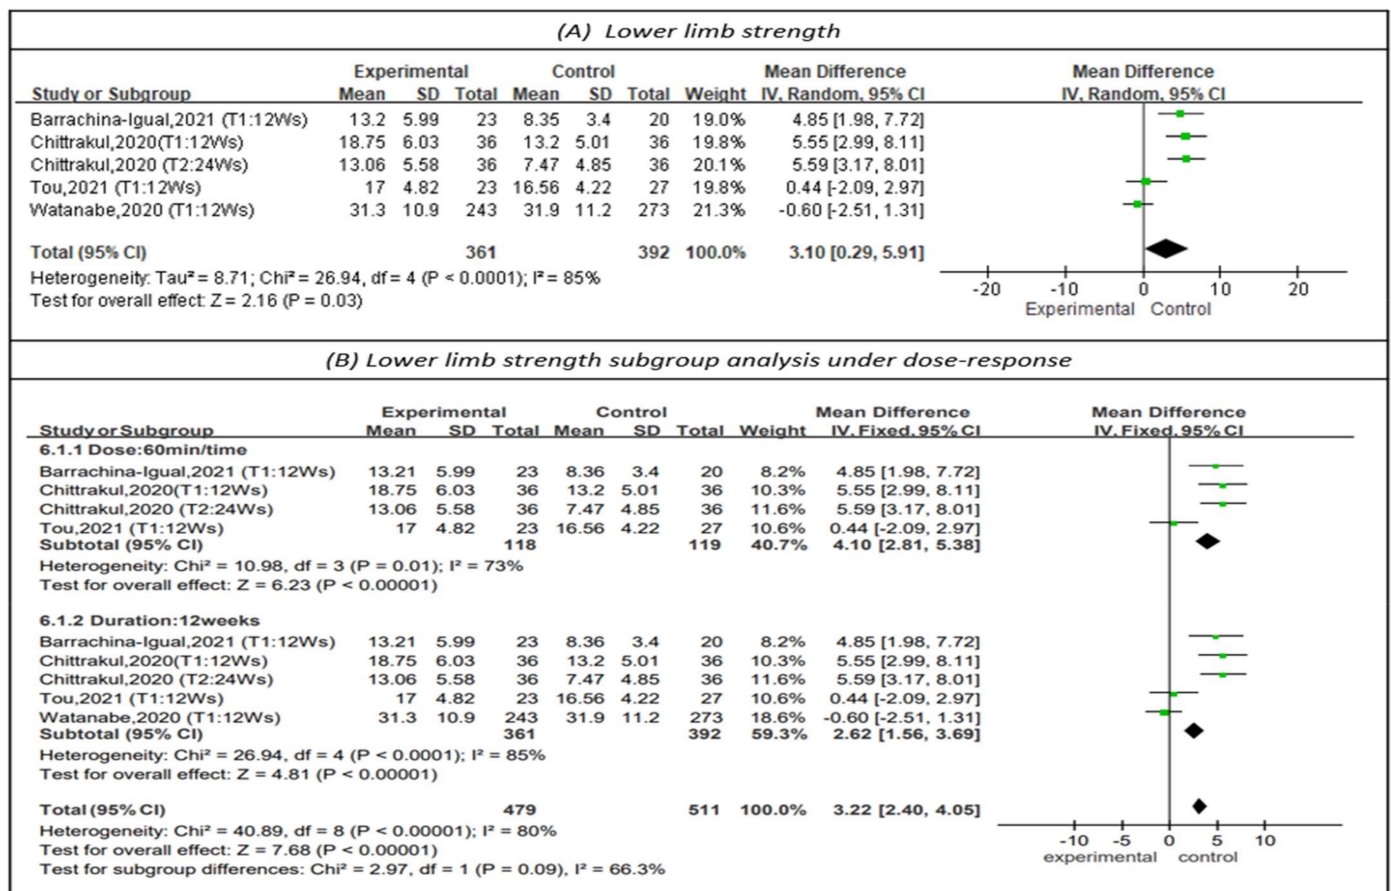 (A) Lower limb strength
Experimental Control Mean Difference Mean Difference
Study or Subgroup Mean SD Total Mean SD Total Weight IV, Random, 95% CI IV, Random, 95% CI
Barrachina-Igual,2021 (T1:12Ws) 13.2 5.99 23 8.35 3.4 20 19.0% 4.85 [1.98, 7.72]
Chittrakul,2020(T1:12Ws) 18.75 6.03 36 13.2 5.01 36 19.8% 5.55 [2.99, 8.11]
Chittrakul,2020 (T2:24Ws) 13.06 5.58 36 7.47 4.85 36 20.1% 5.59 [3.17, 8.01]
Tou,2021 (T1:12Ws) 17 4.82 23 16.56 4.22 27 19.8% 0.44 [-2.09, 2.97]
Watanabe,2020 (T1:12Ws) 31.3 10.9 243 31.9 11.2 273 21.3% -0.60 [-2.51, 1.31]
Total (95% CI) 361 392 100.0% 3.10 [0.29, 5.91]
Heterogeneity: Tau² = 8.71; Chi² = 26.94, df = 4 (P < 0.0001); I² = 85%
Test for overall effect: Z = 2.16 (P = 0.03)
-20 -10 0 10 20
Experimental Control
(B) Lower limb strength subgroup analysis under dose-response
Experimental Control Mean Difference Mean Difference
Study or Subgroup Mean SD Total Mean SD Total Weight IV, Fixed, 95% CI IV, Fixed, 95% CI
6.1.1 Dose:60min/time
Barrachina-Igual,2021 (T1:12Ws) 13.21 5.99 23 8.36 3.4 20 8.2% 4.85 [1.98, 7.72]
Chittrakul,2020(T1:12Ws) 18.75 6.03 36 13.2 5.01 36 10.3% 5.55 [2.99, 8.11]
Chittrakul,2020 (T2:24Ws) 13.06 5.58 36 7.47 4.85 36 11.6% 5.59 [3.17, 8.01]
Tou,2021 (T1:12Ws) 17 4.82 23 16.56 4.22 27 10.6% 0.44 [-2.09, 2.97]
Subtotal (95% CI) 118 119 40.7% 4.10 [2.81, 5.38]
Heterogeneity: Chi² = 10.98, df = 3 (P = 0.01); I² = 73%
Test for overall effect: Z = 6.23 (P < 0.00001)
6.1.2 Duration:12weeks
Barrachina-Igual,2021 (T1:12Ws) 13.21 5.99 23 8.36 3.4 20 8.2% 4.85 [1.98, 7.72]
Chittrakul,2020(T1:12Ws) 18.75 6.03 36 13.2 5.01 36 10.3% 5.55 [2.99, 8.11]
Chittrakul,2020 (T2:24Ws) 13.06 5.58 36 7.47 4.85 36 11.6% 5.59 [3.17, 8.01]
Tou,2021 (T1:12Ws) 17 4.82 23 16.56 4.22 27 10.6% 0.44 [-2.09, 2.97]
Watanabe,2020 (T1:12Ws) 31.3 10.9 243 31.9 11.2 273 18.6% -0.60 [-2.51, 1.31]
Subtotal (95% CI) 361 392 59.3% 2.62 [1.56, 3.69]
Heterogeneity: Chi² = 26.94, df = 4 (P < 0.0001); I² = 85%
Test for overall effect: Z = 4.81 (P < 0.00001)
Total (95% CI) 479 511 100.0% 3.22 [2.40, 4.05]
Heterogeneity: Chi² = 40.89, df = 8 (P < 0.00001); I² = 80%
Test for overall effect: Z = 7.68 (P < 0.00001)
Test for subgroup differences: Chi² = 2.97, df = 1 (P = 0.09), I² = 66.3%
-10 -5 0 5 10
experimental control